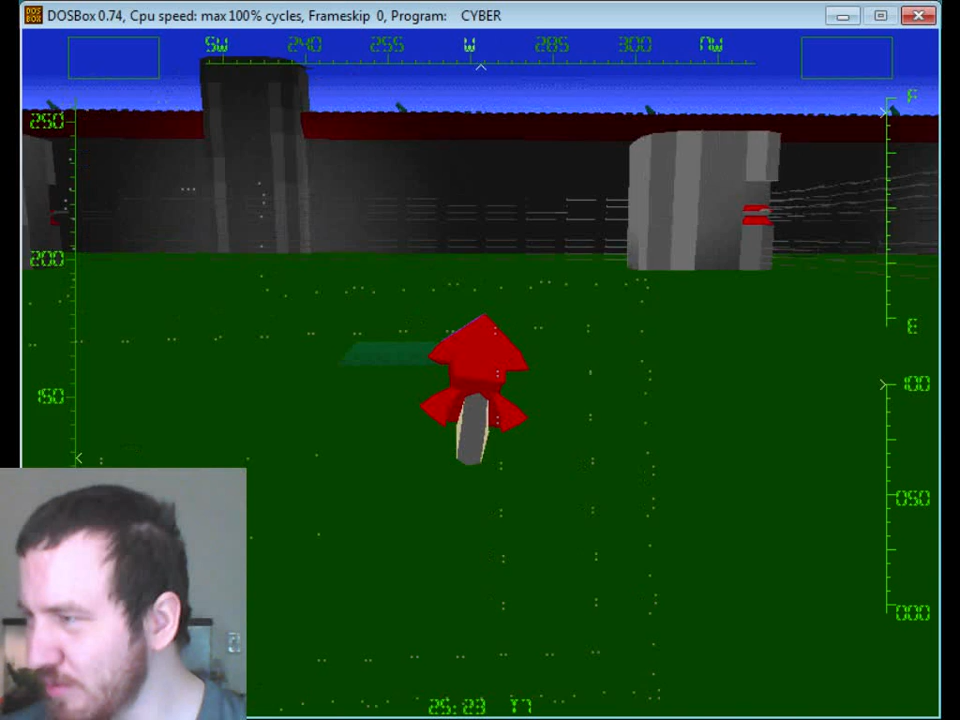 DOSBox 0.74, Cpu speed: max 100% cycles, Frameskip 0, Program: CYBER
SW 240 255 W 285 300 NW
F
250
200
E
150
100
050
000
25:23